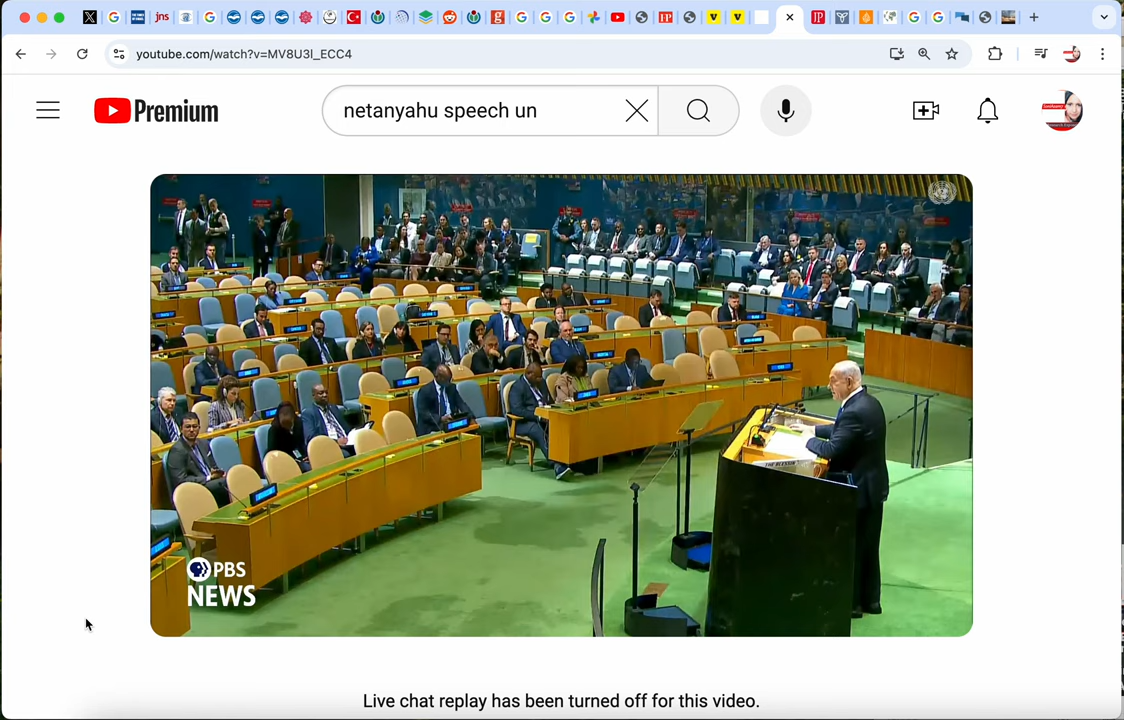 youtube.com/watch?v=MV8U3I_ECC4
Premium
netanyahu speech un
PBS
NEWS
Live chat replay has been turned off for this video.